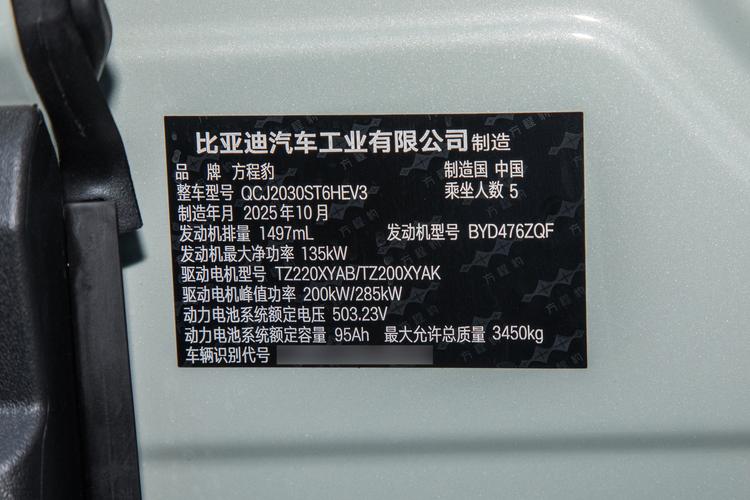 比亚迪汽车工业有限公司制造
品 牌 方程豹 制造国 中国
整车型号 QCJ2030ST6HEV3 乘坐人数 5
制造年月 2025年10月
发动机排量 1497mL 发动机型号 BYD476ZQF
发动机最大净功率 135kW
驱动电机型号 TZ220XYAB/TZ200XYAK
驱动电机峰值功率 200kW/285kW
动力电池系统额定电压 503.23V
动力电池系统额定容量 95Ah 最大允许总质量 3450kg
车辆识别代号